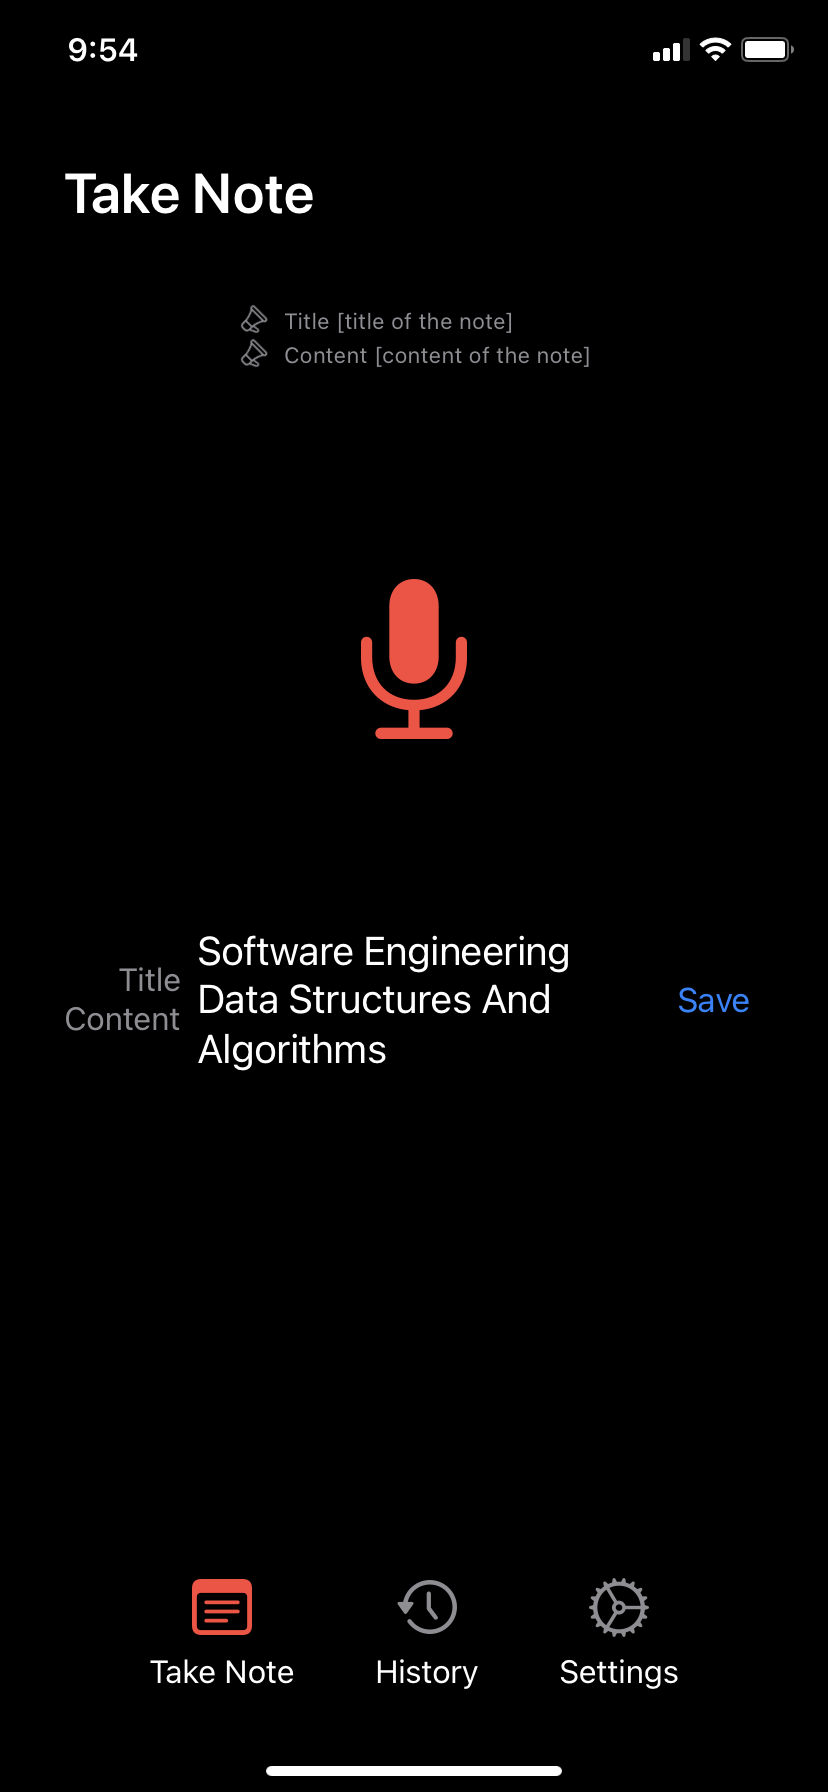 9:54
Take Note
Title [title of the note]
Content [content of the note]
Title
Content
Software Engineering
Data Structures And
Algorithms
Save
Take Note
History
Settings